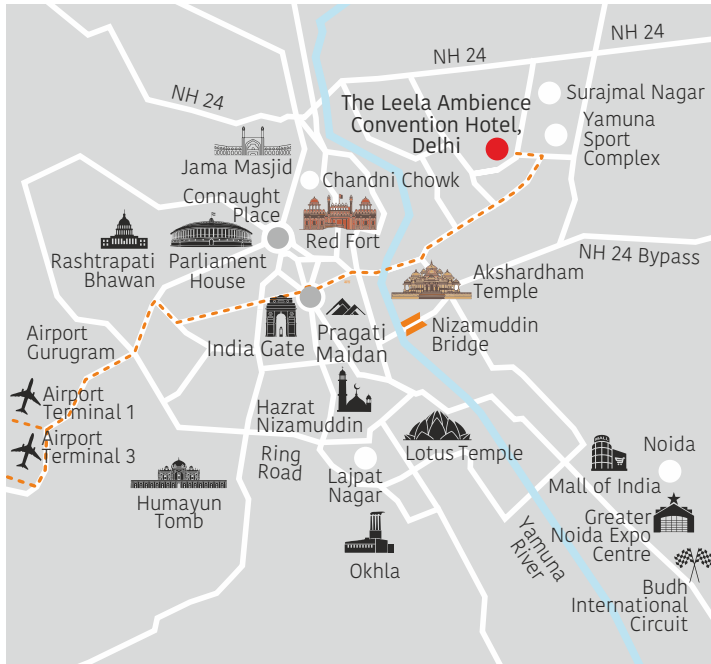 NH 24
NH 24
NH 24
Surajmal Nagar
The Leela Ambience
Convention Hotel,
Delhi
Yamuna
Sport
Complex
Jama Masjid
Chandni Chowk
Connaught
Place
Red Fort
Rashtrapati
Bhawan
Parliament
House
NH 24 Bypass
Akshardham
Temple
Airport
Gurugram
India Gate
Pragati
Maidan
Nizamuddin
Bridge
Airport
Terminal 1
Airport
Terminal 3
Hazrat
Nizamuddin
Ring
Road
Lotus Temple
Lajpat
Nagar
Humayun
Tomb
Okhla
Noida
Mall of India
Greater
Noida Expo
Centre
Yamuna
River
Budh
International
Circuit